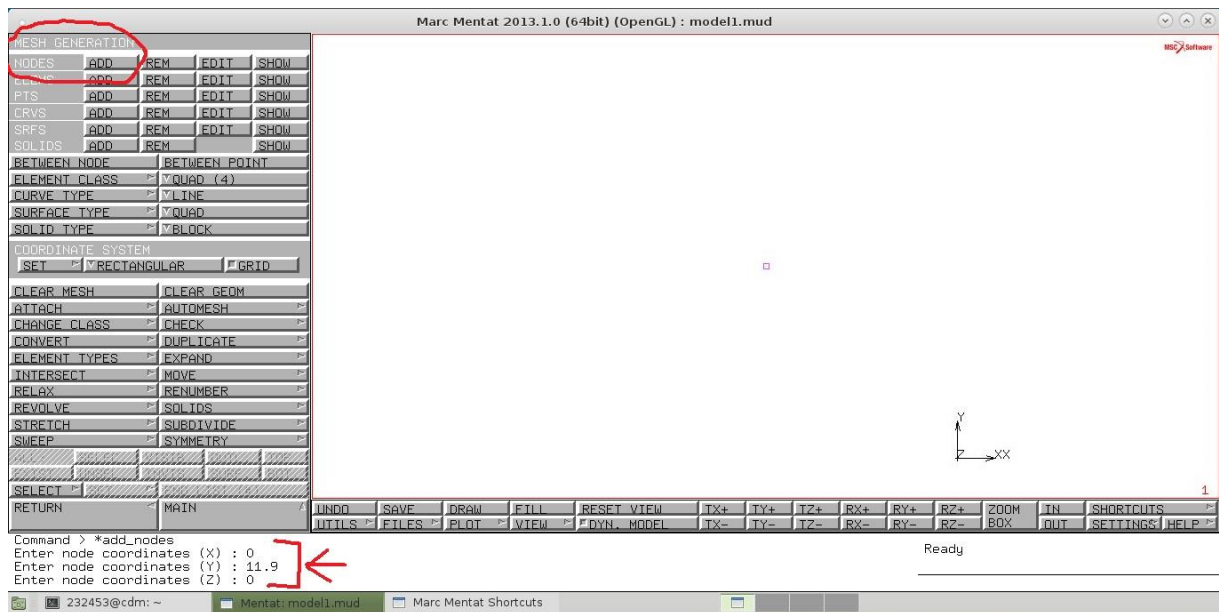 Marc Mentat 2013.1.0 (64bit) (OpenGL) : model1.mud
MESH GENERATION
NODES ADD REM EDIT SHOW
ELEMS ADD REM EDIT SHOW
PTS ADD REM EDIT SHOW
CRVS ADD REM EDIT SHOW
SRFS ADD REM EDIT SHOW
SOLIDS ADD REM SHOW
BETWEEN NODE BETWEEN POINT
ELEMENT CLASS QUAD (4)
CURVE TYPE LINE
SURFACE TYPE QUAD
SOLID TYPE BLOCK
COORDINATE SYSTEM
SET RECTANGULAR GRID
CLEAR MESH CLEAR GEOM
ATTACH AUTOMESH
CHANGE CLASS CHECK
CONVERT DUPLICATE
ELEMENT TYPES EXPAND
INTERSECT MOVE
RELAX RENUMBER
REVOLVE SOLIDS
STRETCH SUBDIVIDE
SWEEP SYMMETRY
SELECT
RETURN MAIN
MSC Software
Y
Z XX
1
UNDO SAVE DRAW FILL RESET VIEW TX+ TY+ TZ+ RX+ RY+ RZ+ ZOOM IN SHORTCUTS
UTILS FILES PLOT VIEW DYN. MODEL TX- TY- TZ- RX- RY- RZ- BOX OUT SETTINGS HELP
Command > *add_nodes
Enter node coordinates (X) : 0
Enter node coordinates (Y) : 11.9
Enter node coordinates (Z) : 0
Ready
232453@cdm: ~ Mentat: model1.mud Marc Mentat Shortcuts